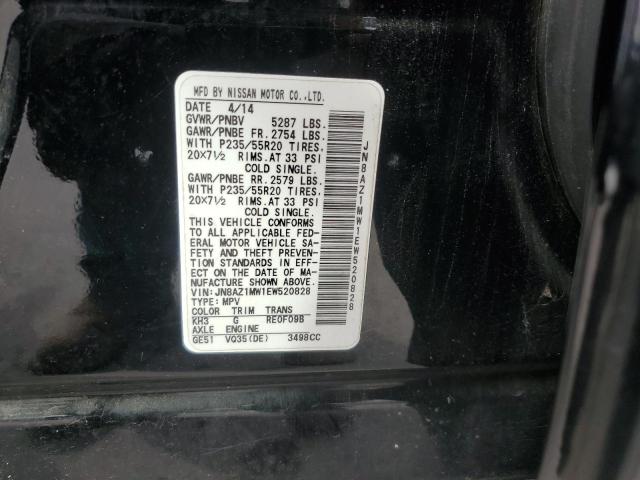 MFD BY NISSAN MOTOR CO.,LTD.
DATE 4/14
GVWR/PNBV 5287 LBS.
GAWR/PNBE FR. 2754 LBS.
WITH P235/55R20 TIRES,
20X7½ RIMS.AT 33 PSI
COLD SINGLE.
GAWR/PNBE RR. 2579 LBS.
WITH P235/55R20 TIRES,
20X7½ RIMS.AT 33 PSI
COLD SINGLE.
THIS VEHICLE CONFORMS
TO ALL APPLICABLE FED-
ERAL MOTOR VEHICLE SA-
FETY AND THEFT PREVE-
NTION STANDARDS IN EFF-
ECT ON THE DATE OF MA-
NUFACTURE SHOWN ABOVE.
VIN:JN8AZ1MW1EW520828
TYPE:MPV
COLOR TRIM TRANS
KH3 G RE0F09B
AXLE ENGINE
GE51 VQ35(DE) 3498CC
JN8AZ1MW1EW520828